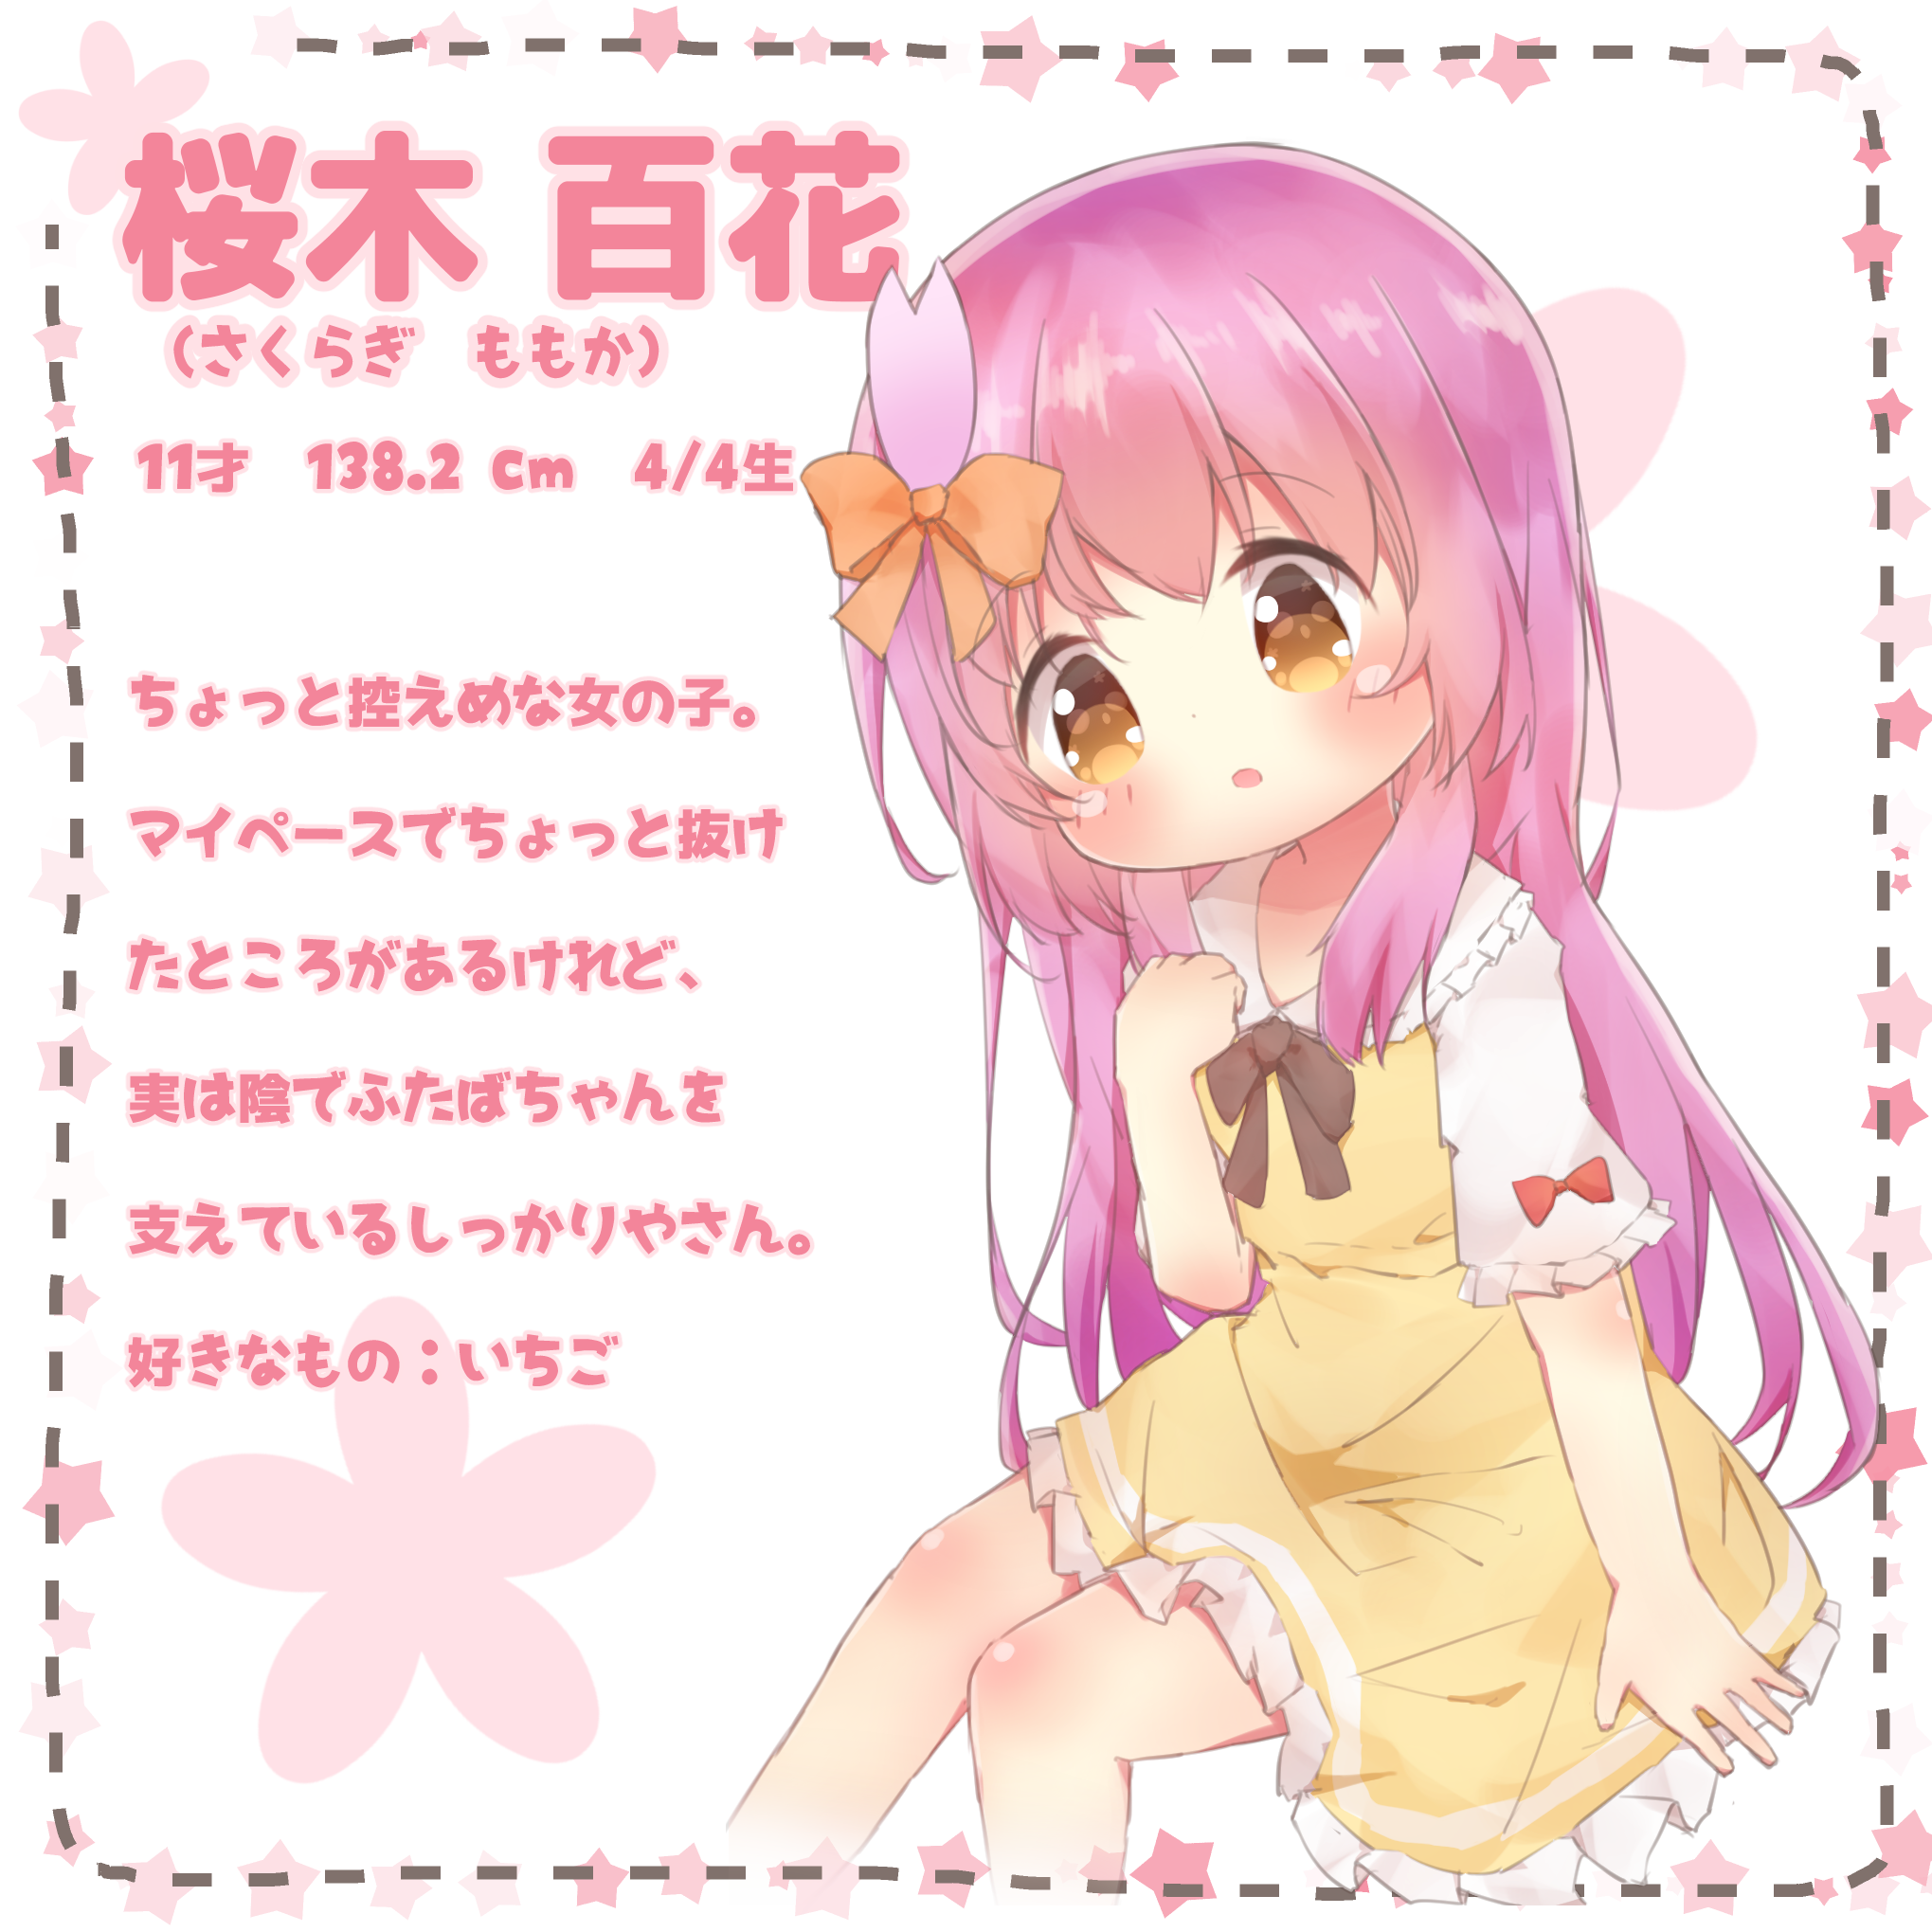 桜木 百花
（さくらぎ　ももか）
11才　138.2 cm　4/4生
ちょっと控えめな女の子。
マイペースでちょっと抜け
たところがあるけれど、
実は陰でふたばちゃんを
支えているしっかりやさん。
好きなもの：いちご